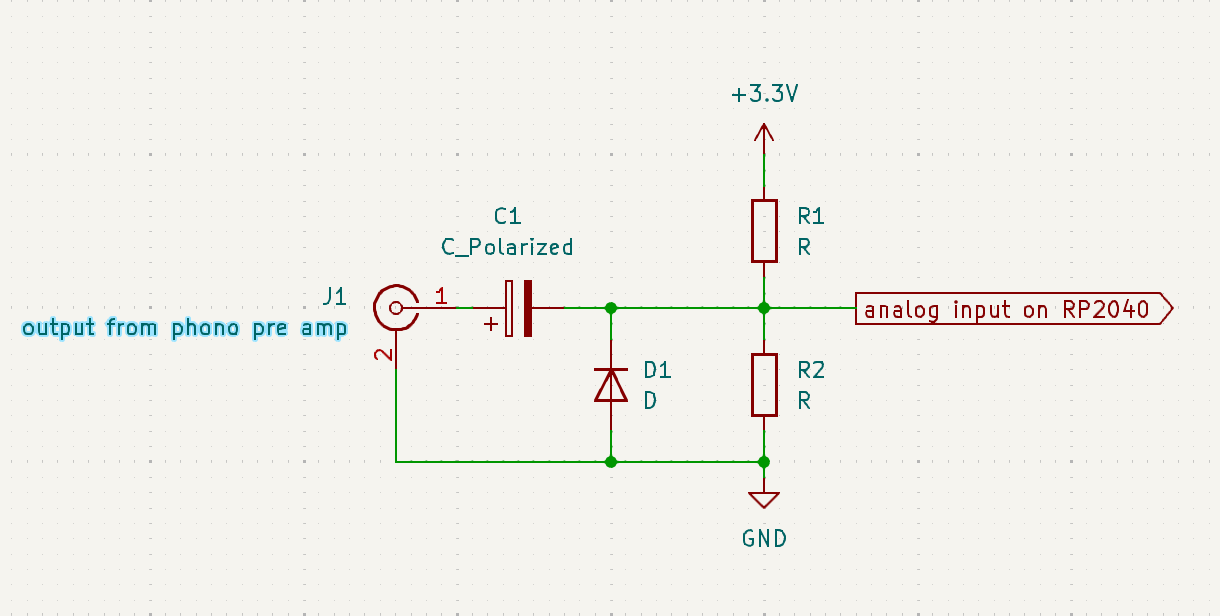 +3.3V
C1
C_Polarized
R1
R
J1
1
output from phono pre amp
+
analog input on RP2040
2
D1
D
R2
R
GND